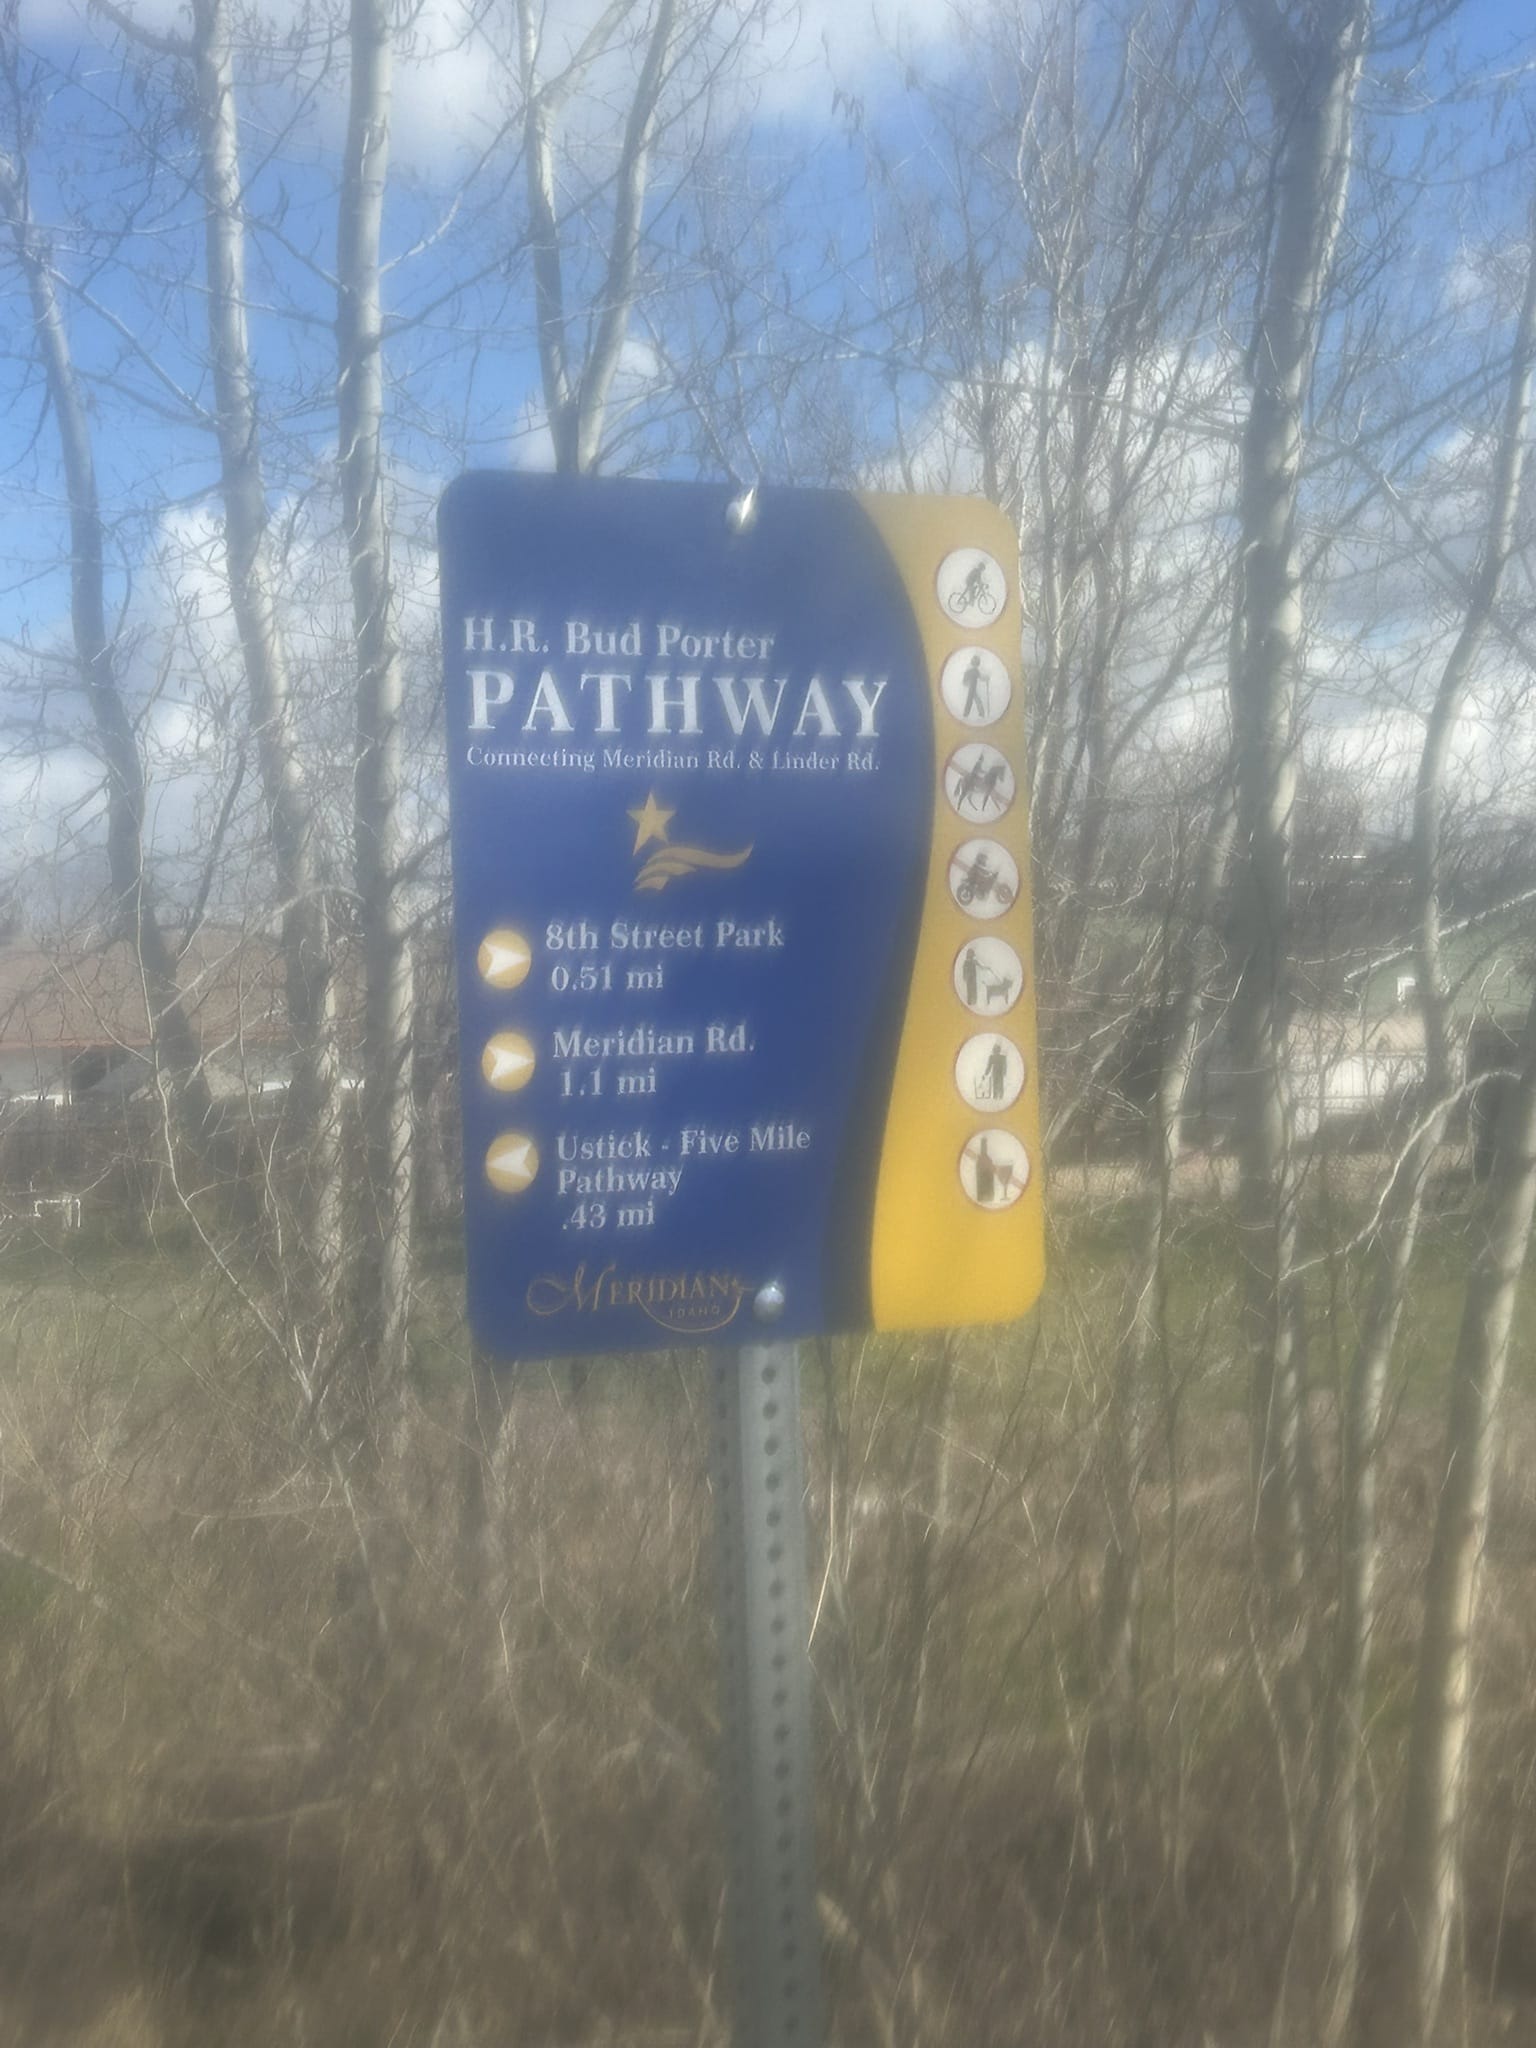 H.R. Bud Porter
PATHWAY
Connecting Meridian Rd. & Linder Rd.
8th Street Park
0.51 mi
Meridian Rd.
1.1 mi
Ustick - Five Mile
Pathway
.43 mi
MERIDIAN
IDAHO